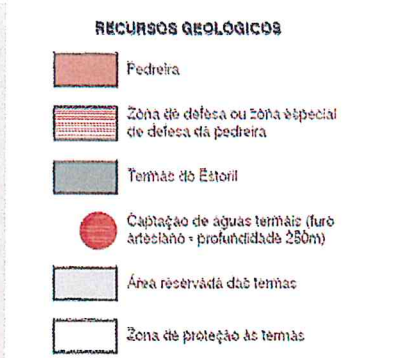 RECURSOS GEOLÓGICOS
Pedreira
Zona de defesa ou zona especial
de defesa da pedreira
Termas do Estoril
Captação de águas termais (furo
artesiano - profundidade 250m)
Área reservada das termas
Zona de proteção às termas